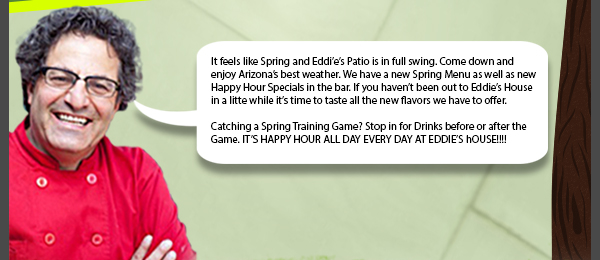 It feels like Spring and Eddi'e's Patio is in full swing. Come down and
enjoy Arizona's best weather. We have a new Spring Menu as well as new
Happy Hour Specials in the bar. If you haven't been out to Eddie's House
in a litte while it's time to taste all the new flavors we have to offer.
Catching a Spring Training Game? Stop in for Drinks before or after the
Game. IT'S HAPPY HOUR ALL DAY EVERY DAY AT EDDIE'S hOUSE!!!!